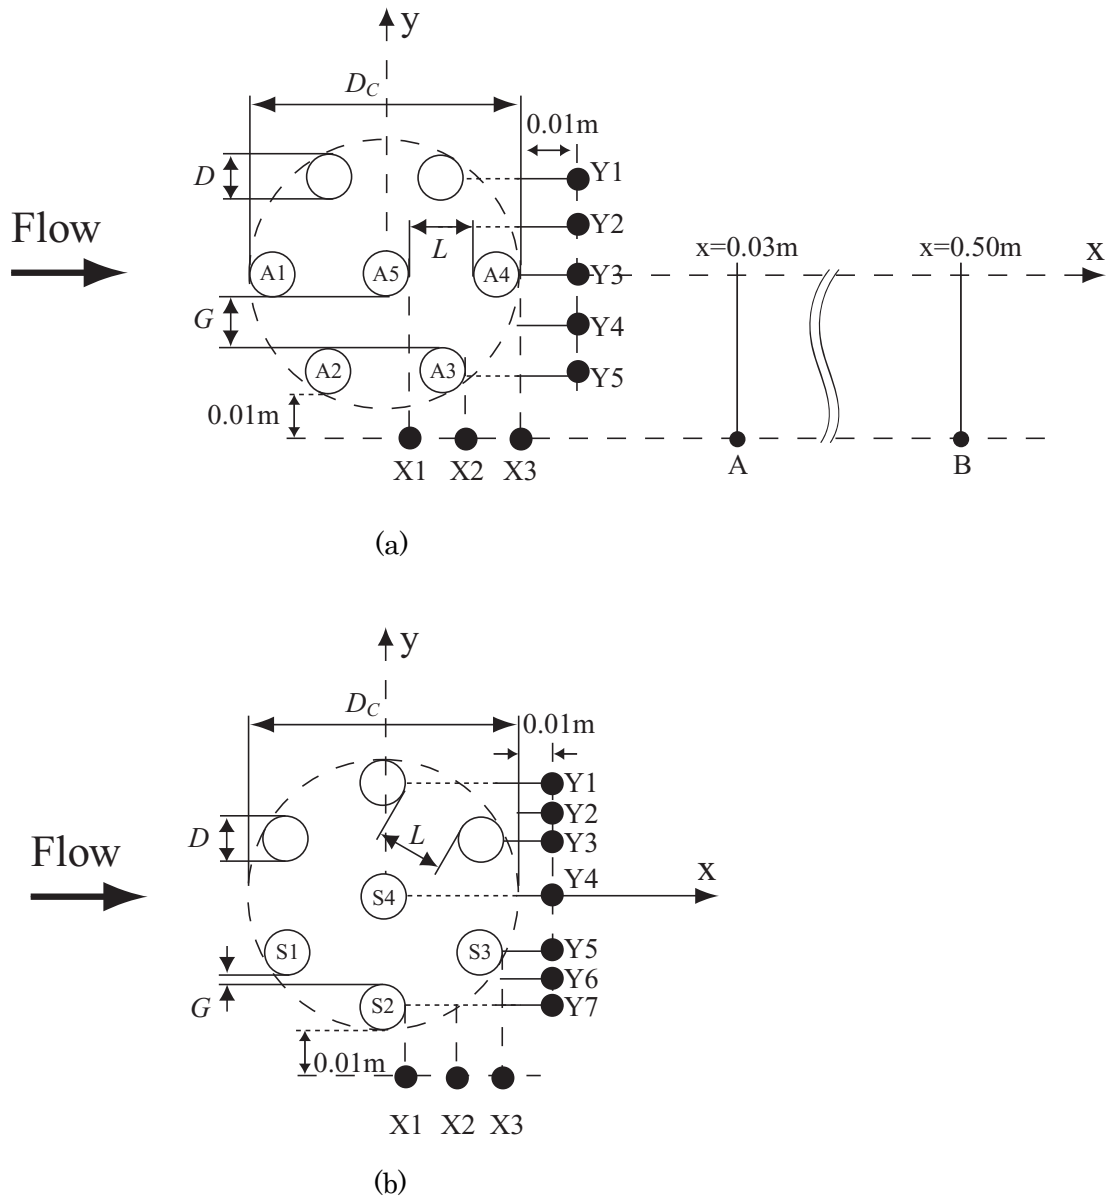 y
D_C
0.01m
D
Y1
Y2
Flow
L
x=0.03m
x=0.50m
x
A1
A5
A4
Y3
G
Y4
A2
A3
Y5
0.01m
A
B
X1
X2
X3
(a)
y
D_C
0.01m
Y1
Y2
D
L
Y3
Flow
x
Y4
S4
S1
S3
Y5
Y6
G
S2
Y7
0.01m
X1
X2
X3
(b)